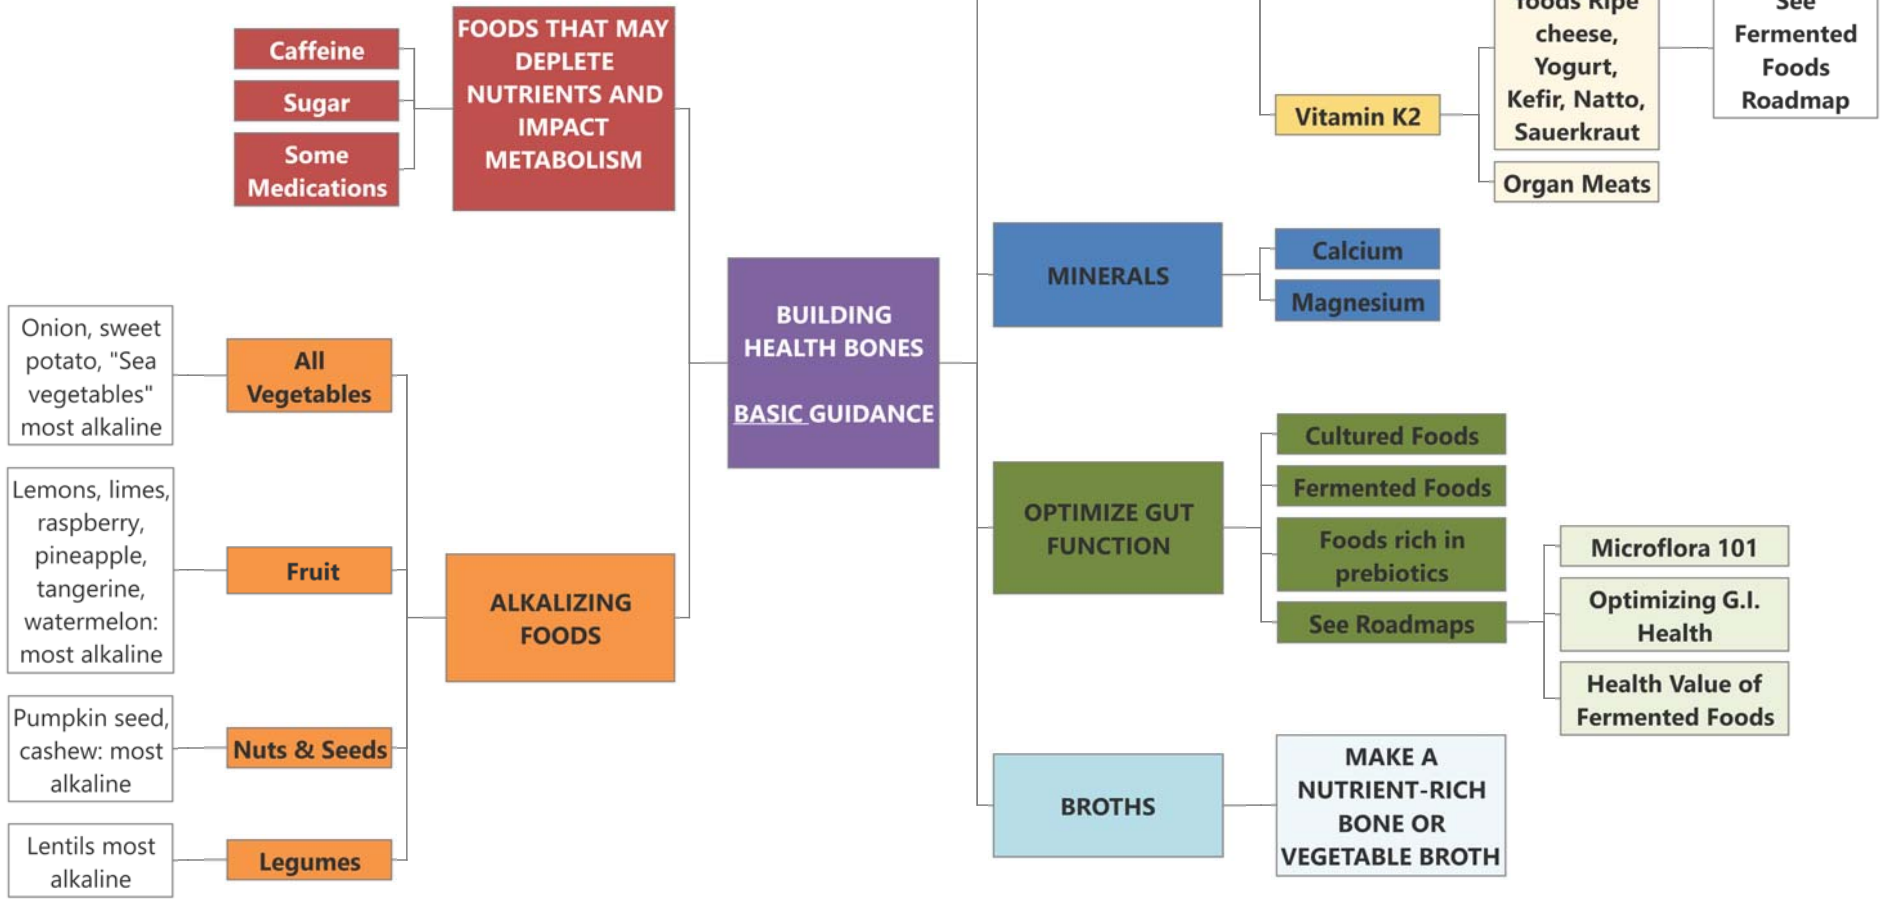 Caffeine
Sugar
Some
Medications
FOODS THAT MAY
DEPLETE
NUTRIENTS AND
IMPACT
METABOLISM
Onion, sweet
potato, "Sea
vegetables"
most alkaline
All
Vegetables
Lemons, limes,
raspberry,
pineapple,
tangerine,
watermelon:
most alkaline
Fruit
Pumpkin seed,
cashew: most
alkaline
Nuts & Seeds
Lentils most
alkaline
Legumes
ALKALIZING
FOODS
BUILDING
HEALTH BONES
BASIC GUIDANCE
Vitamin K2
foods Ripe
cheese,
Yogurt,
Kefir, Natto,
Sauerkraut
See
Fermented
Foods
Roadmap
Organ Meats
MINERALS
Calcium
Magnesium
OPTIMIZE GUT
FUNCTION
Cultured Foods
Fermented Foods
Foods rich in
prebiotics
See Roadmaps
Microflora 101
Optimizing G.I.
Health
Health Value of
Fermented Foods
BROTHS
MAKE A
NUTRIENT-RICH
BONE OR
VEGETABLE BROTH